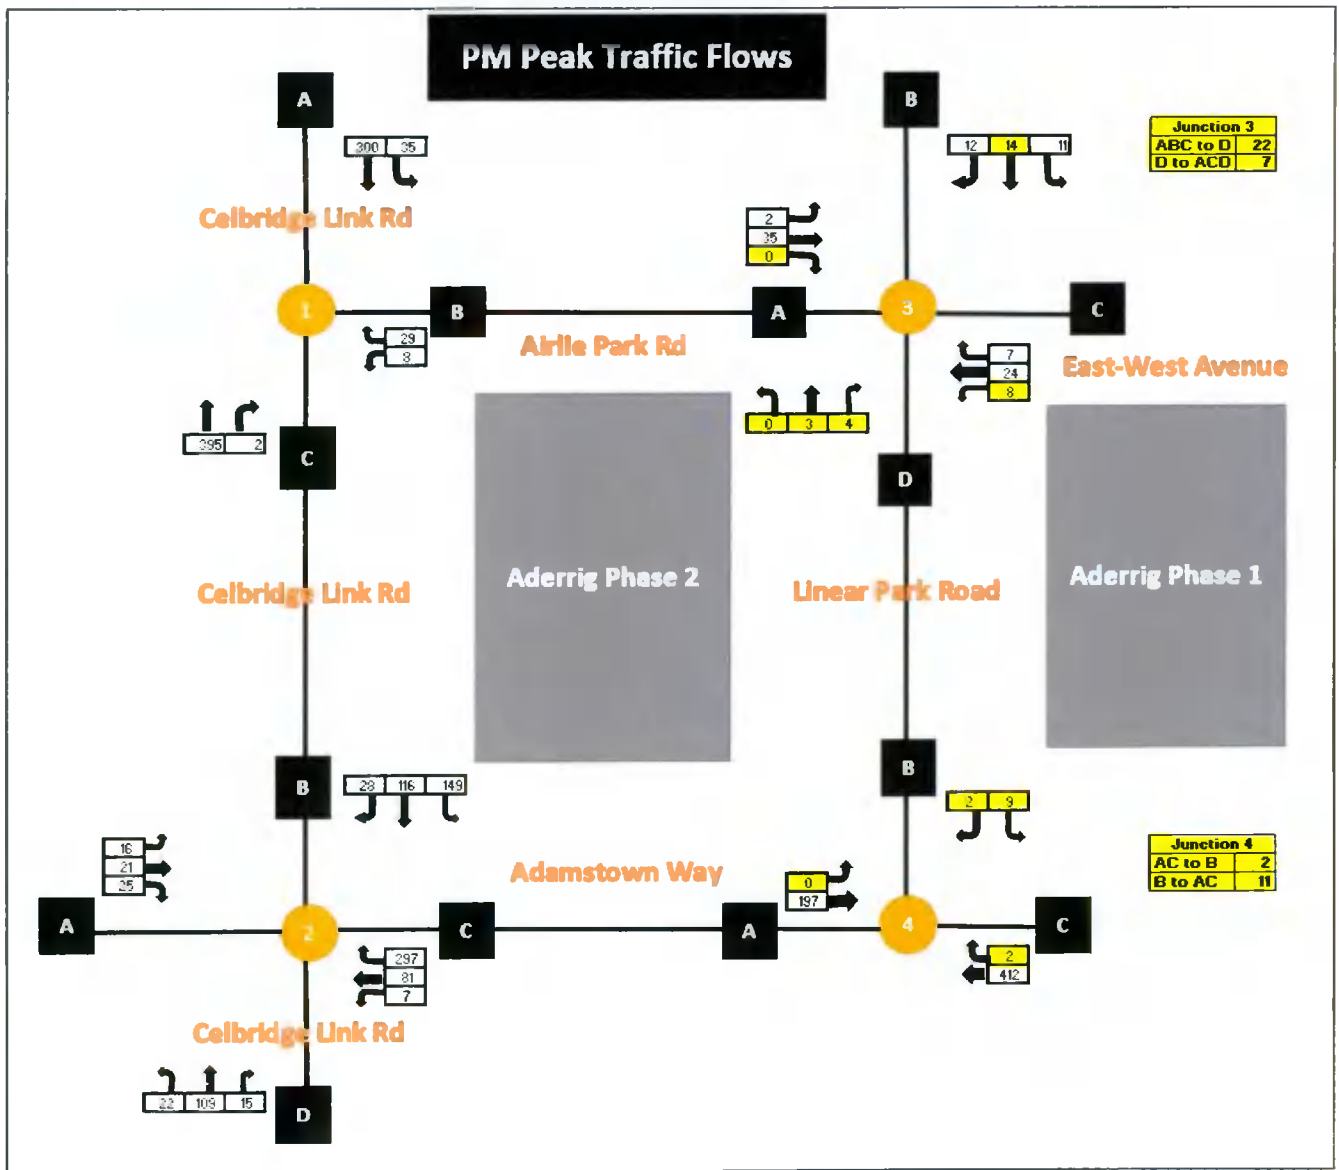 PM Peak Traffic Flows
A
B
300 35
12 14 11
Junction 3
ABC to D 22
D to ACD 7
Celbridge Link Rd
2
35
0
1
B
A
3
C
Airlie Park Rd
29
8
7
24
8
East-West Avenue
395 2
0 3 4
C
D
Celbridge Link Rd
Aderrig Phase 2
Linear Park Road
Aderrig Phase 1
B
28 116 149
B
2 9
16
21
25
Adamstown Way
0
197
Junction 4
AC to B 2
B to AC 11
A
2
C
A
4
C
297
81
7
2
412
Celbridge Link Rd
22 109 15
D